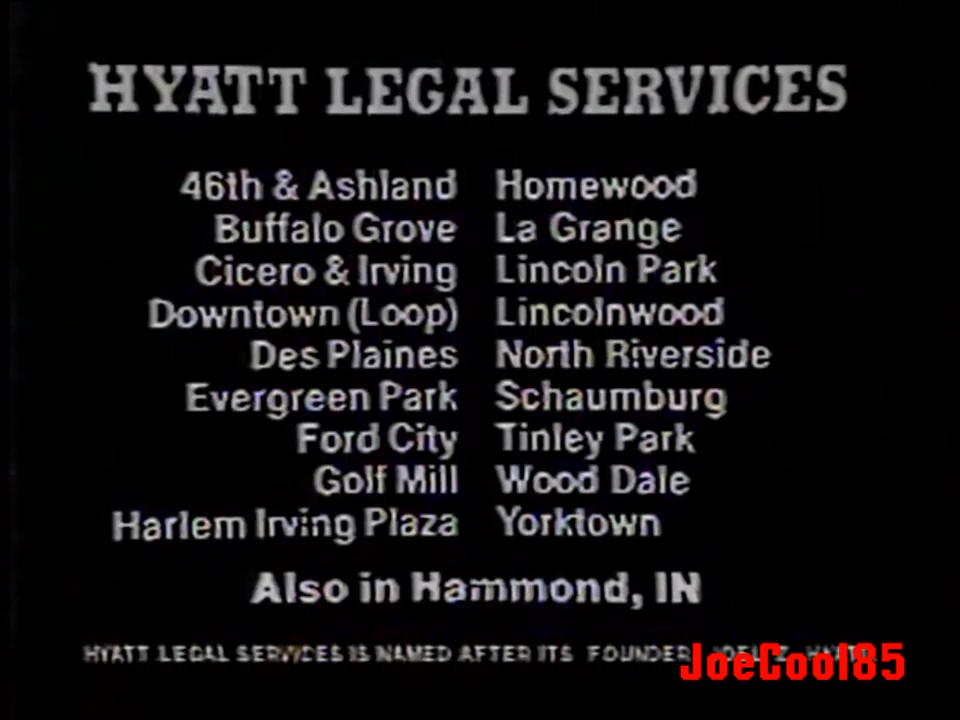 HYATT LEGAL SERVICES
46th & Ashland Homewood
Buffalo Grove La Grange
Cicero & Irving Lincoln Park
Downtown (Loop) Lincolnwood
Des Plaines North Riverside
Evergreen Park Schaumburg
Ford City Tinley Park
Golf Mill Wood Dale
Harlem Irving Plaza Yorktown
Also in Hammond, IN
HYATT LEGAL SERVICES IS NAMED AFTER ITS FOUNDER
JoeCool85